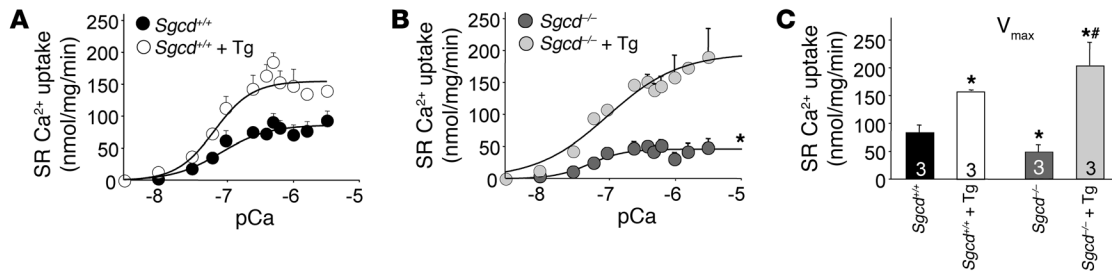 A
SR Ca²⁺ uptake
(nmol/mg/min)
250
200
150
100
50
0
Sgcd⁺/⁺
Sgcd⁺/⁺ + Tg
-8
-7
-6
-5
pCa
B
SR Ca²⁺ uptake
(nmol/mg/min)
250
200
150
100
50
0
Sgcd⁻/⁻
Sgcd⁻/⁻ + Tg
*
-8
-7
-6
-5
pCa
C
SR Ca²⁺ uptake
(nmol/mg/min)
Vmax
250
200
150
100
50
0
*
*
*#
3
3
3
3
Sgcd⁺/⁺
Sgcd⁺/⁺ + Tg
Sgcd⁻/⁻
Sgcd⁻/⁻ + Tg